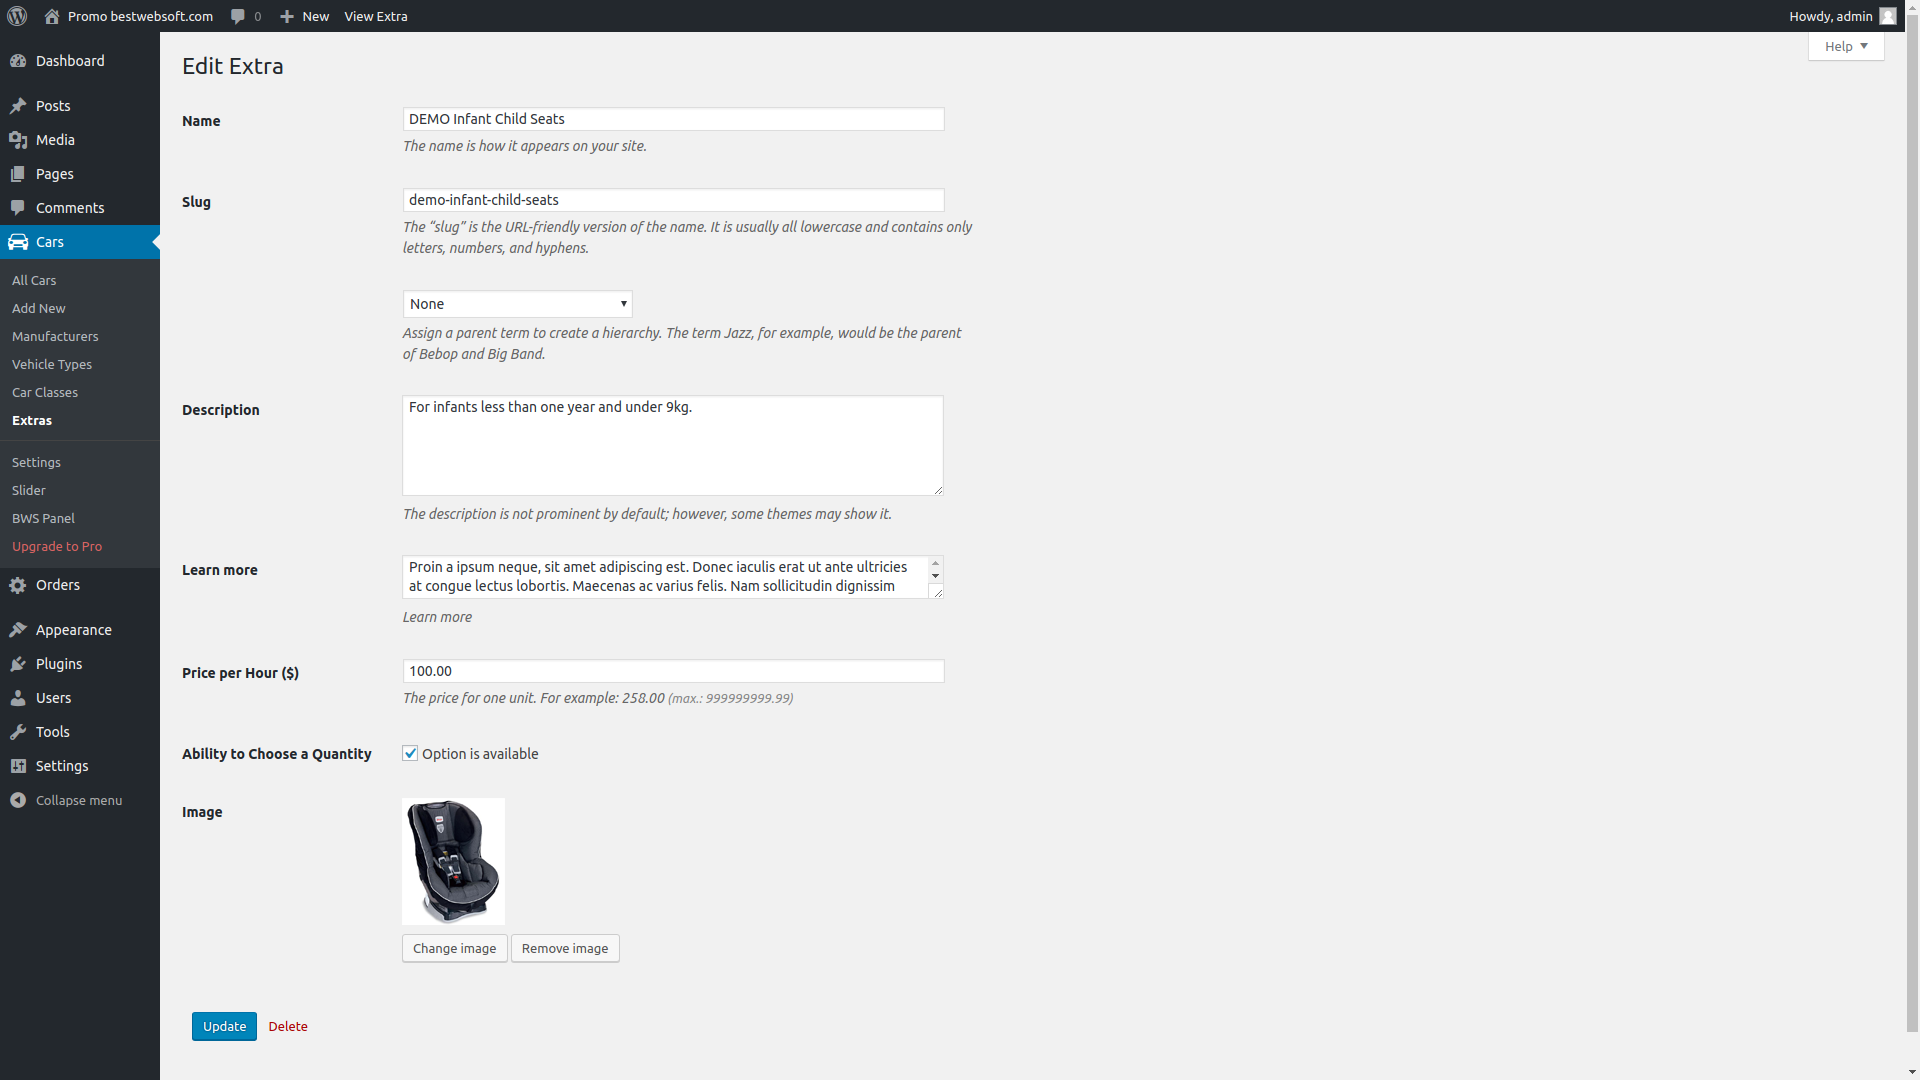 Promo bestwebsoft.com 0 New View Extra Howdy, admin
Help
Dashboard
Posts
Media
Pages
Comments
Cars
All Cars
Add New
Manufacturers
Vehicle Types
Car Classes
Extras
Settings
Slider
BWS Panel
Upgrade to Pro
Orders
Appearance
Plugins
Users
Tools
Settings
Collapse menu
Edit Extra
Name
DEMO Infant Child Seats
The name is how it appears on your site.
Slug
demo-infant-child-seats
The “slug” is the URL-friendly version of the name. It is usually all lowercase and contains only
letters, numbers, and hyphens.
None
Assign a parent term to create a hierarchy. The term Jazz, for example, would be the parent
of Bebop and Big Band.
Description
For infants less than one year and under 9kg.
The description is not prominent by default; however, some themes may show it.
Learn more
Proin a ipsum neque, sit amet adipiscing est. Donec iaculis erat ut ante ultricies
at congue lectus lobortis. Maecenas ac varius felis. Nam sollicitudin dignissim
Learn more
Price per Hour ($)
100.00
The price for one unit. For example: 258.00 (max.: 999999999.99)
Ability to Choose a Quantity
Option is available
Image
Change image Remove image
Update Delete